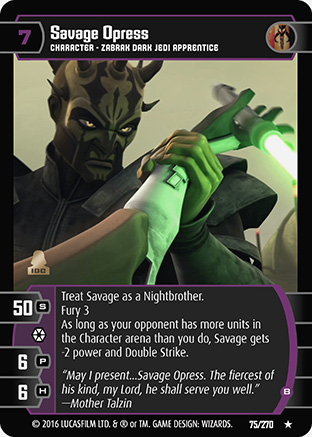 7
Savage Opress
CHARACTER - ZABRAK DARK JEDI APPRENTICE
IDC
50 S
6 P
6 H
Treat Savage as a Nightbrother.
Fury 3
As long as your opponent has more units in
the Character arena than you do, Savage gets
-2 power and Double Strike.
“May I present...Savage Opress. The fiercest
of his kind, my Lord, he shall serve you well.”
—Mother Talzin
B
© 2016 LUCASFILM LTD. & ® OR ™. GAME DESIGN: WIZARDS.
75/270